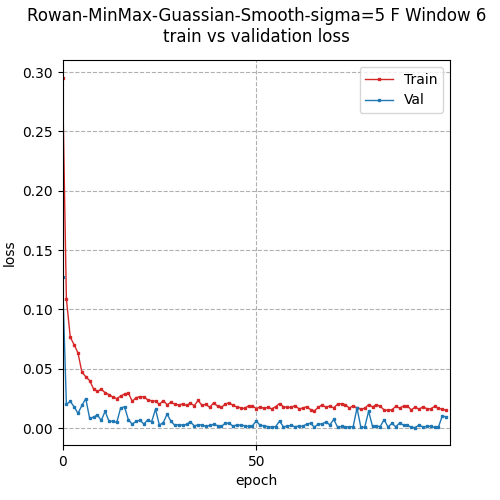 Rowan-MinMax-Guassian-Smooth-sigma=5 F Window 6
train vs validation loss
Train
Val
0.30
0.25
0.20
0.15
0.10
0.05
0.00
loss
0
50
epoch